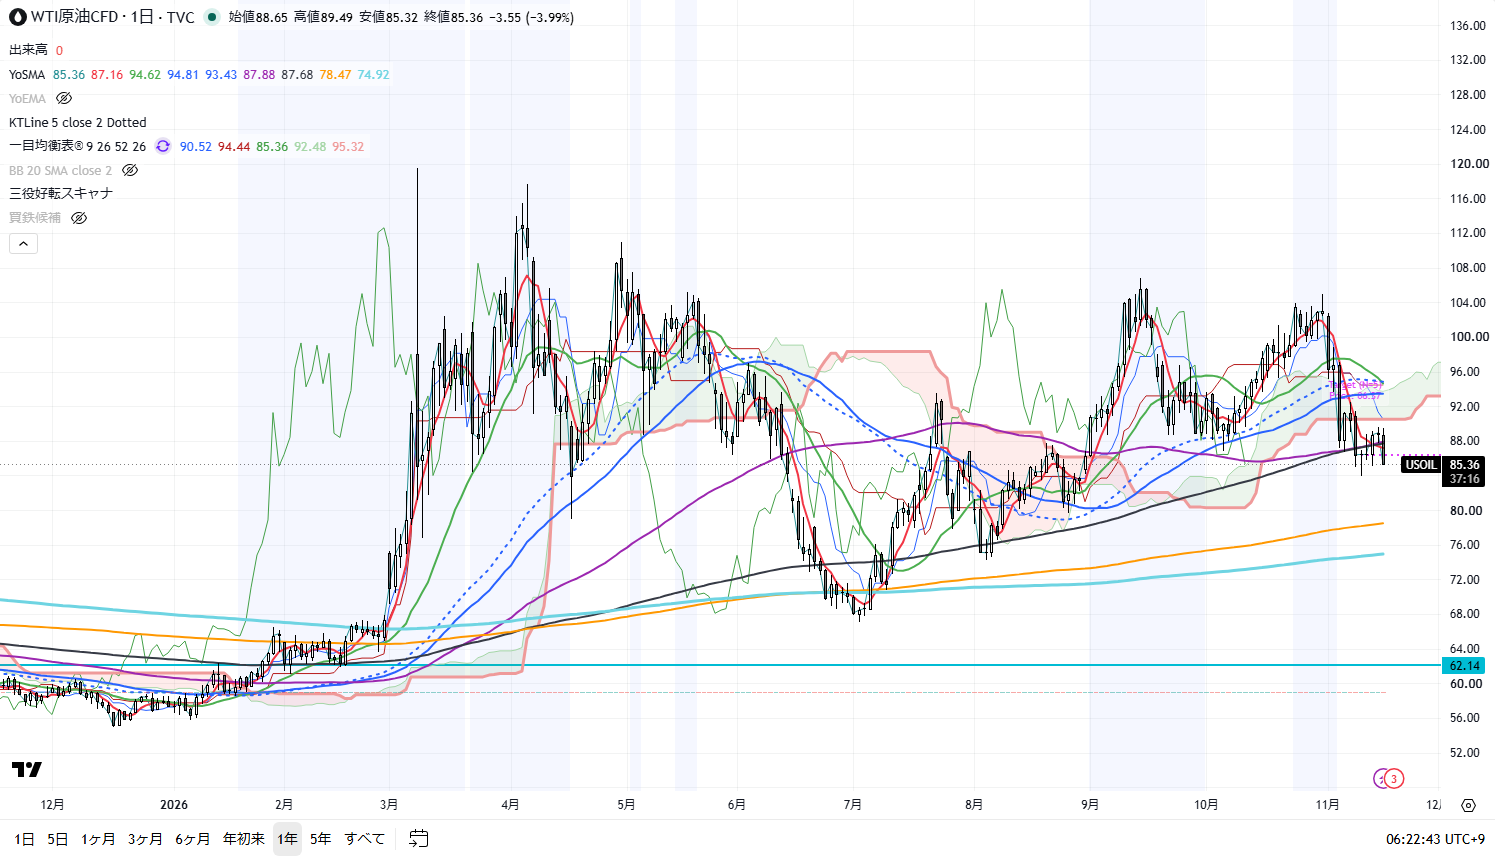 WTI原油CFD · 1日 · TVC 始値88.65 高値89.49 安値85.32 終値85.36 −3.55 (−3.99%)
出来高 0
YoSMA 85.36 87.16 94.62 94.81 93.43 87.88 87.68 78.47 74.92
YoEMA
KTLine 5 close 2 Dotted
一目均衡表® 9 26 52 26 90.52 94.44 85.36 92.48 95.32
BB 20 SMA close 2
三役好転スキャナ
買鉄候補
136.00
132.00
128.00
124.00
120.00
116.00
112.00
108.00
104.00
100.00
96.00
92.00
88.00
USOIL 85.36
37:16
80.00
76.00
72.00
68.00
64.00
62.14
60.00
56.00
52.00
Target (N=5)
12月 2026 2月 3月 4月 5月 6月 7月 8月 9月 10月 11月
3
1日 5日 1ヶ月 3ヶ月 6ヶ月 年初来 1年 5年 すべて
06:22:43 UTC+9